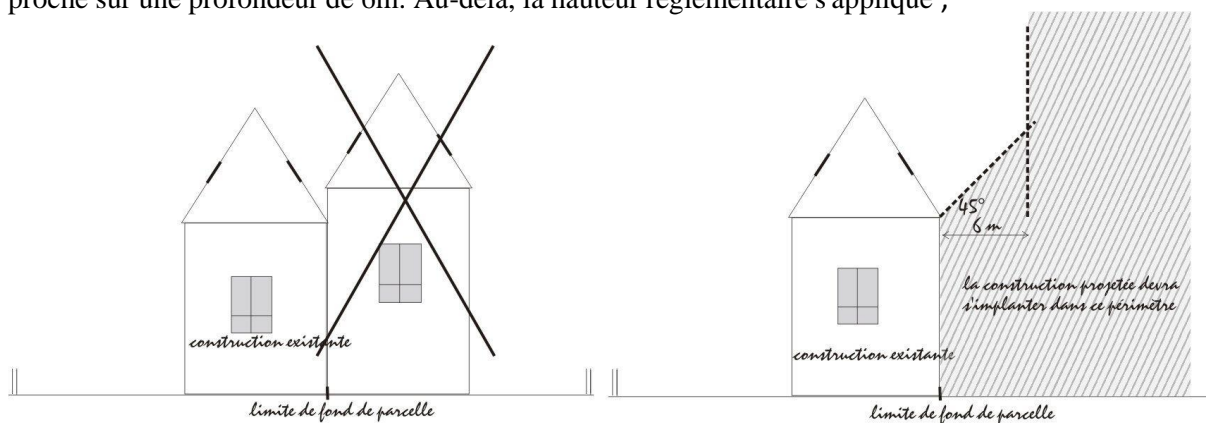 proche sur une profondeur de 6m. Au-delà, la hauteur réglementaire s'applique ;
construction existante
limite de fond de parcelle
45°
6 m
la construction projetée devra
s'implanter dans ce périmètre
construction existante
limite de fond de parcelle